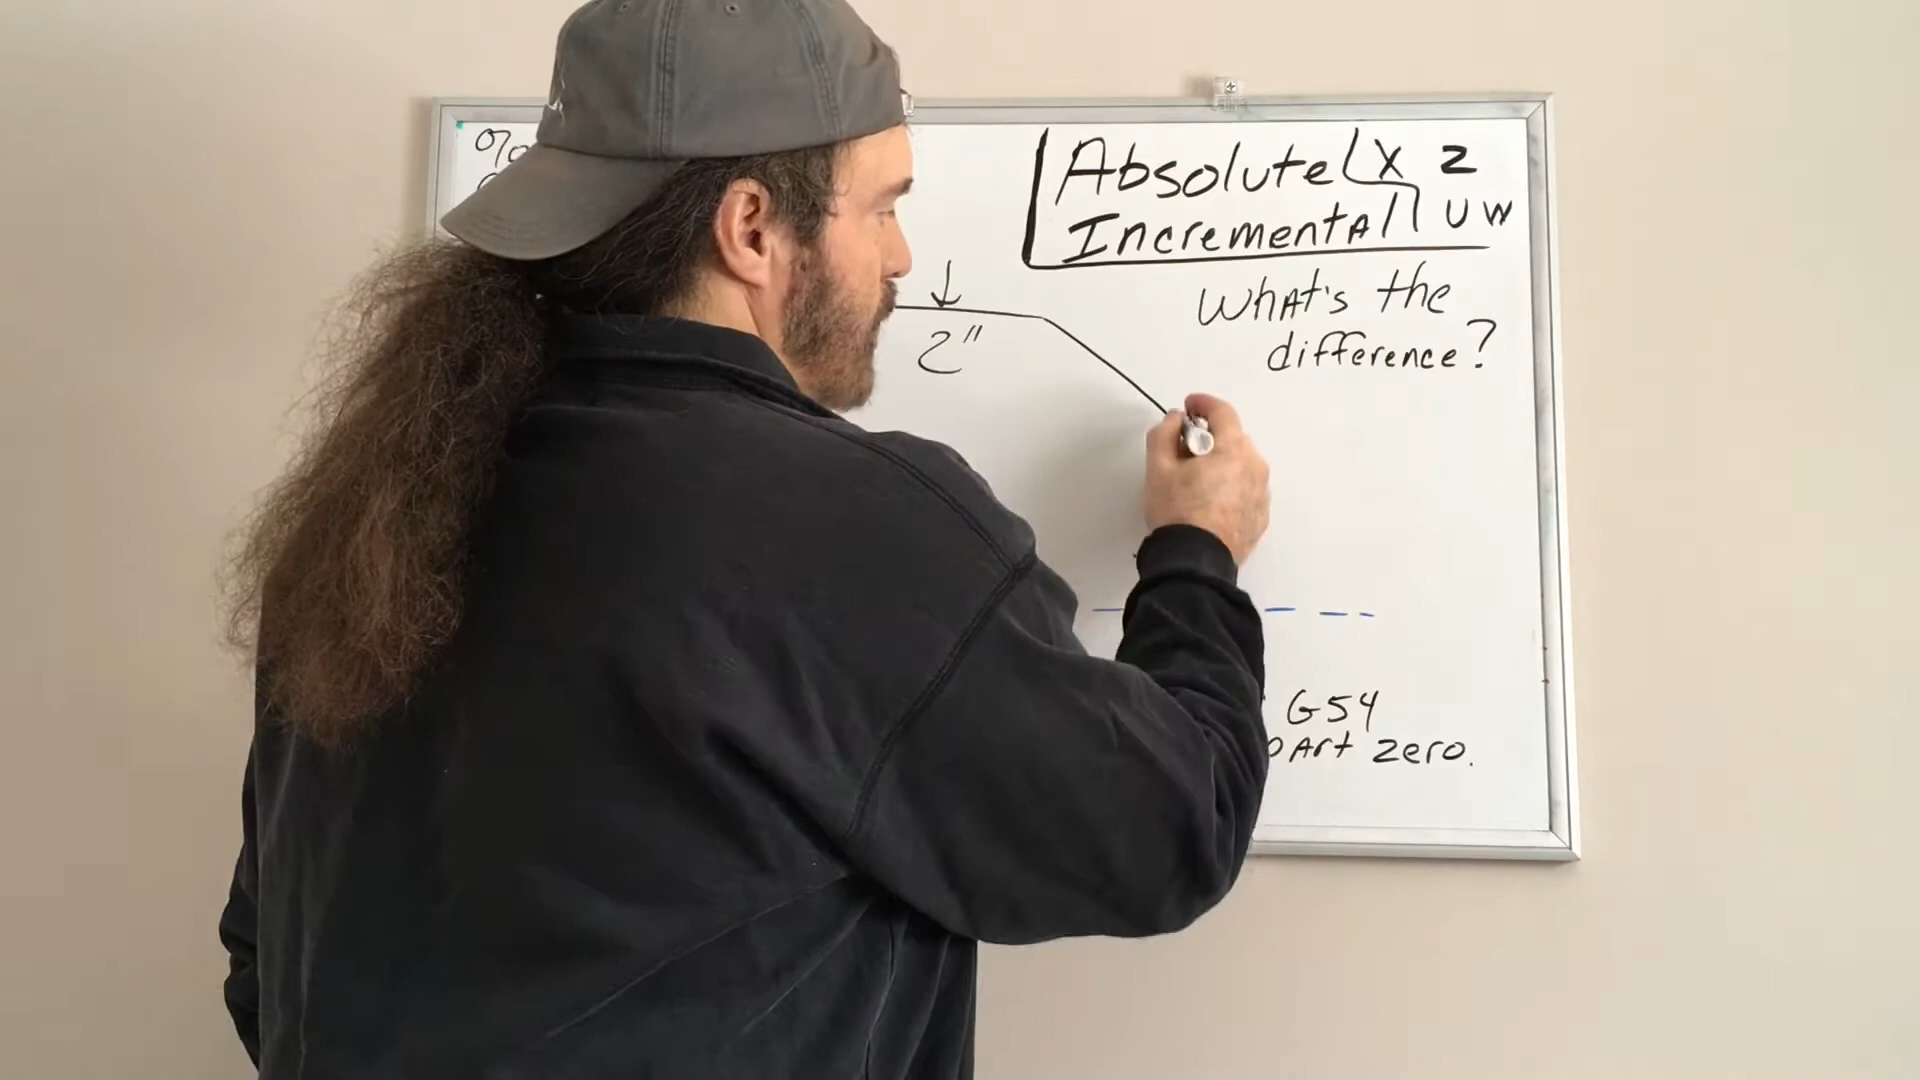 %
Absolute X Z
Incremental U W
What's the
difference?
2"
G54
part zero.